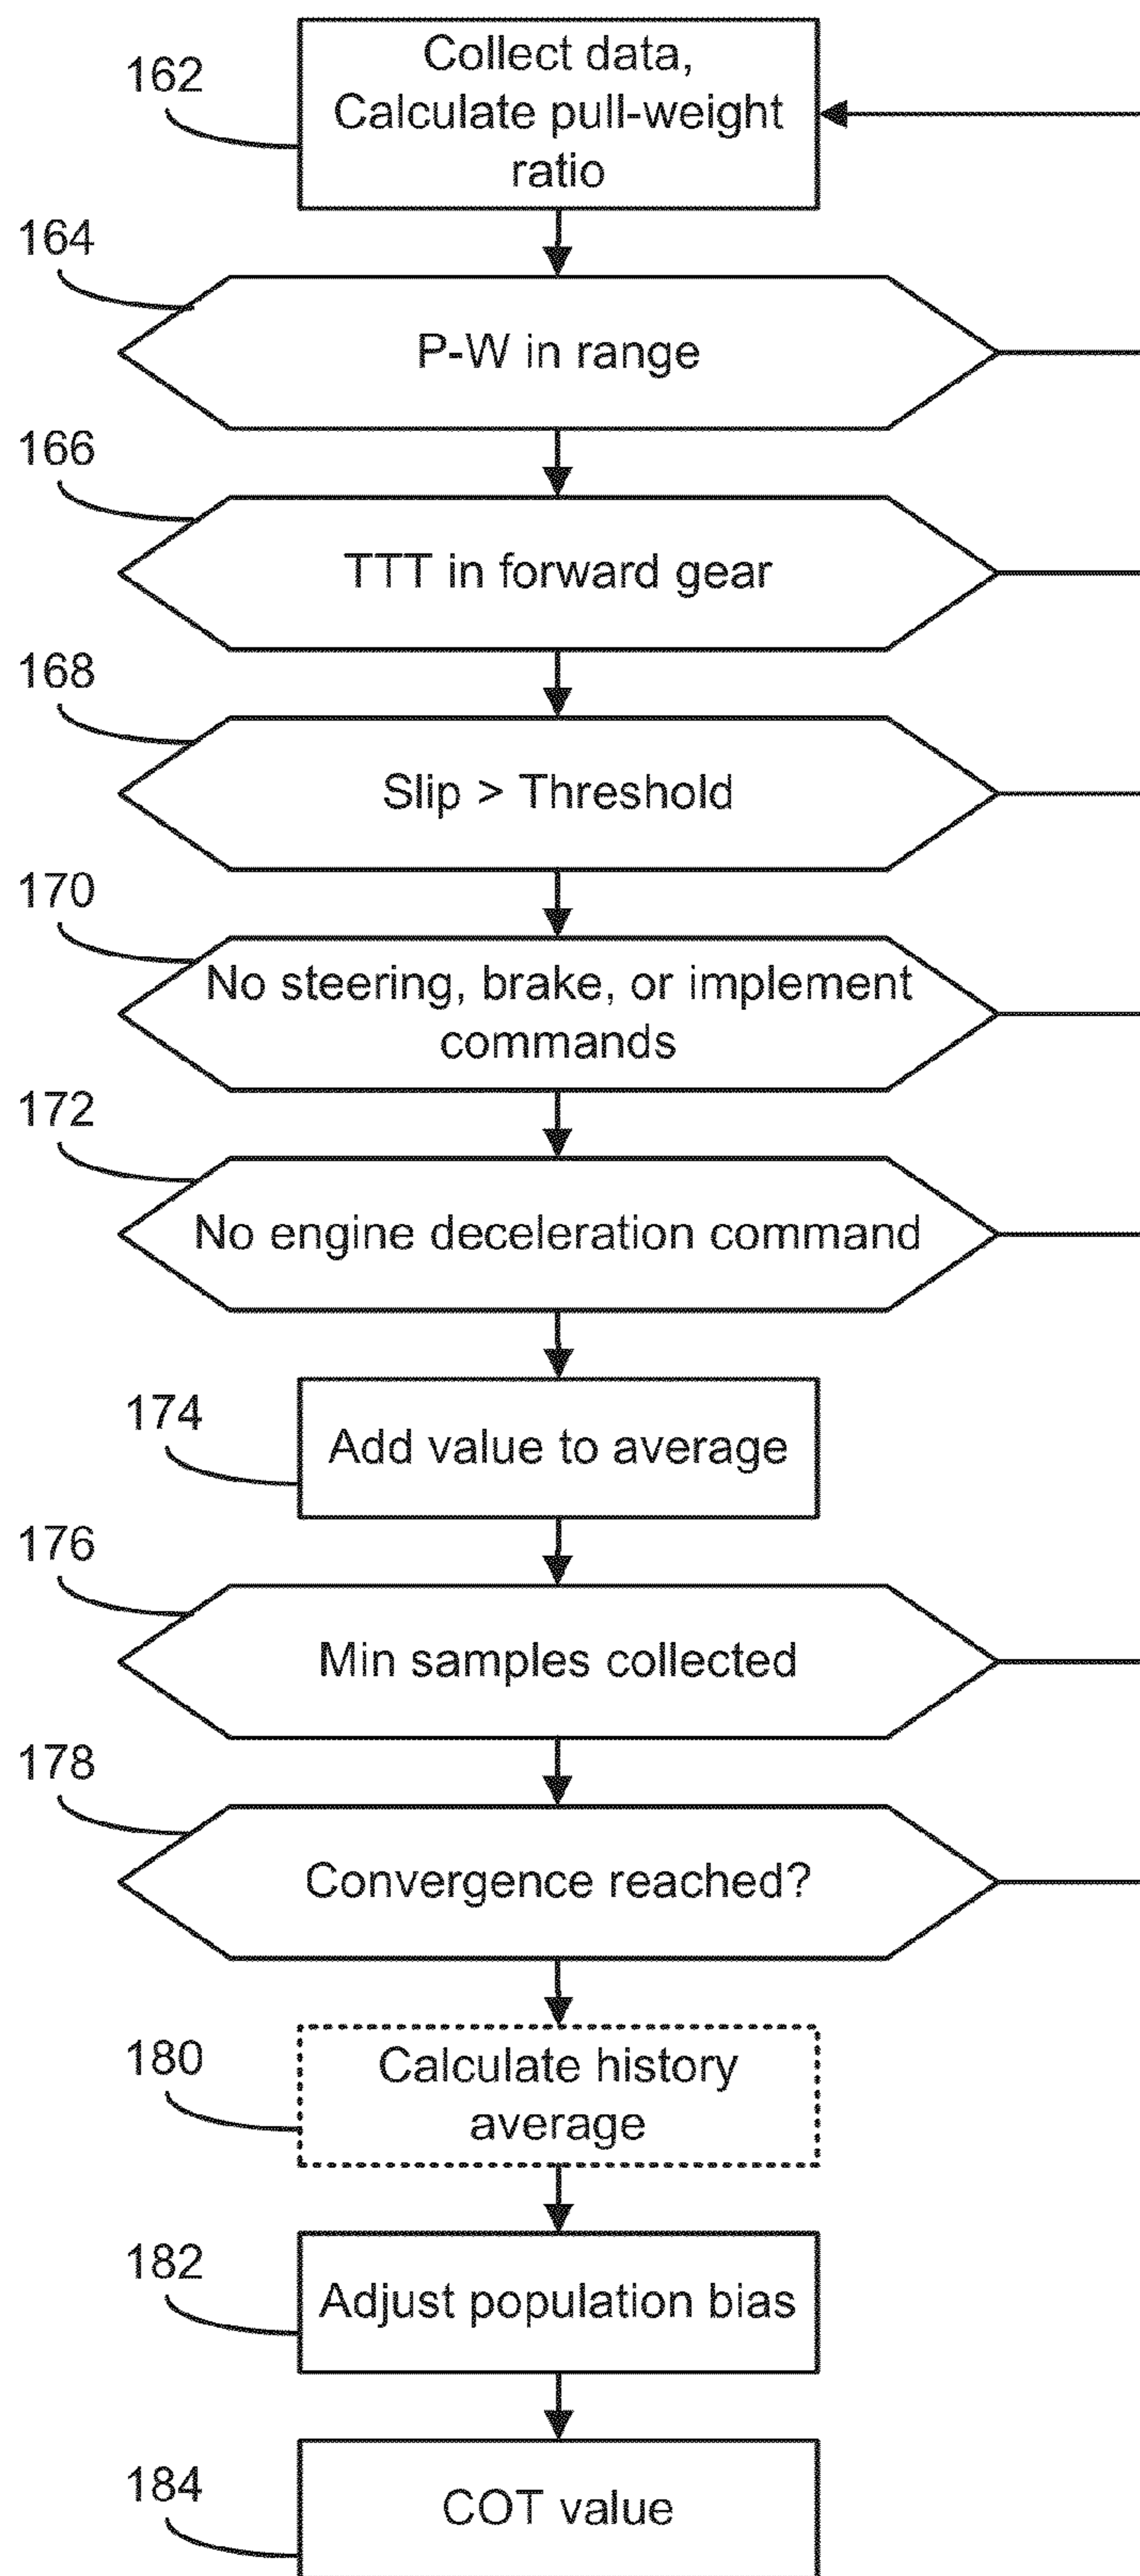 162
Collect data,
Calculate pull-weight
ratio
164
P-W in range
166
TTT in forward gear
168
Slip > Threshold
170
No steering, brake, or implement
commands
172
No engine deceleration command
174
Add value to average
176
Min samples collected
178
Convergence reached?
180
Calculate history
average
182
Adjust population bias
184
COT value